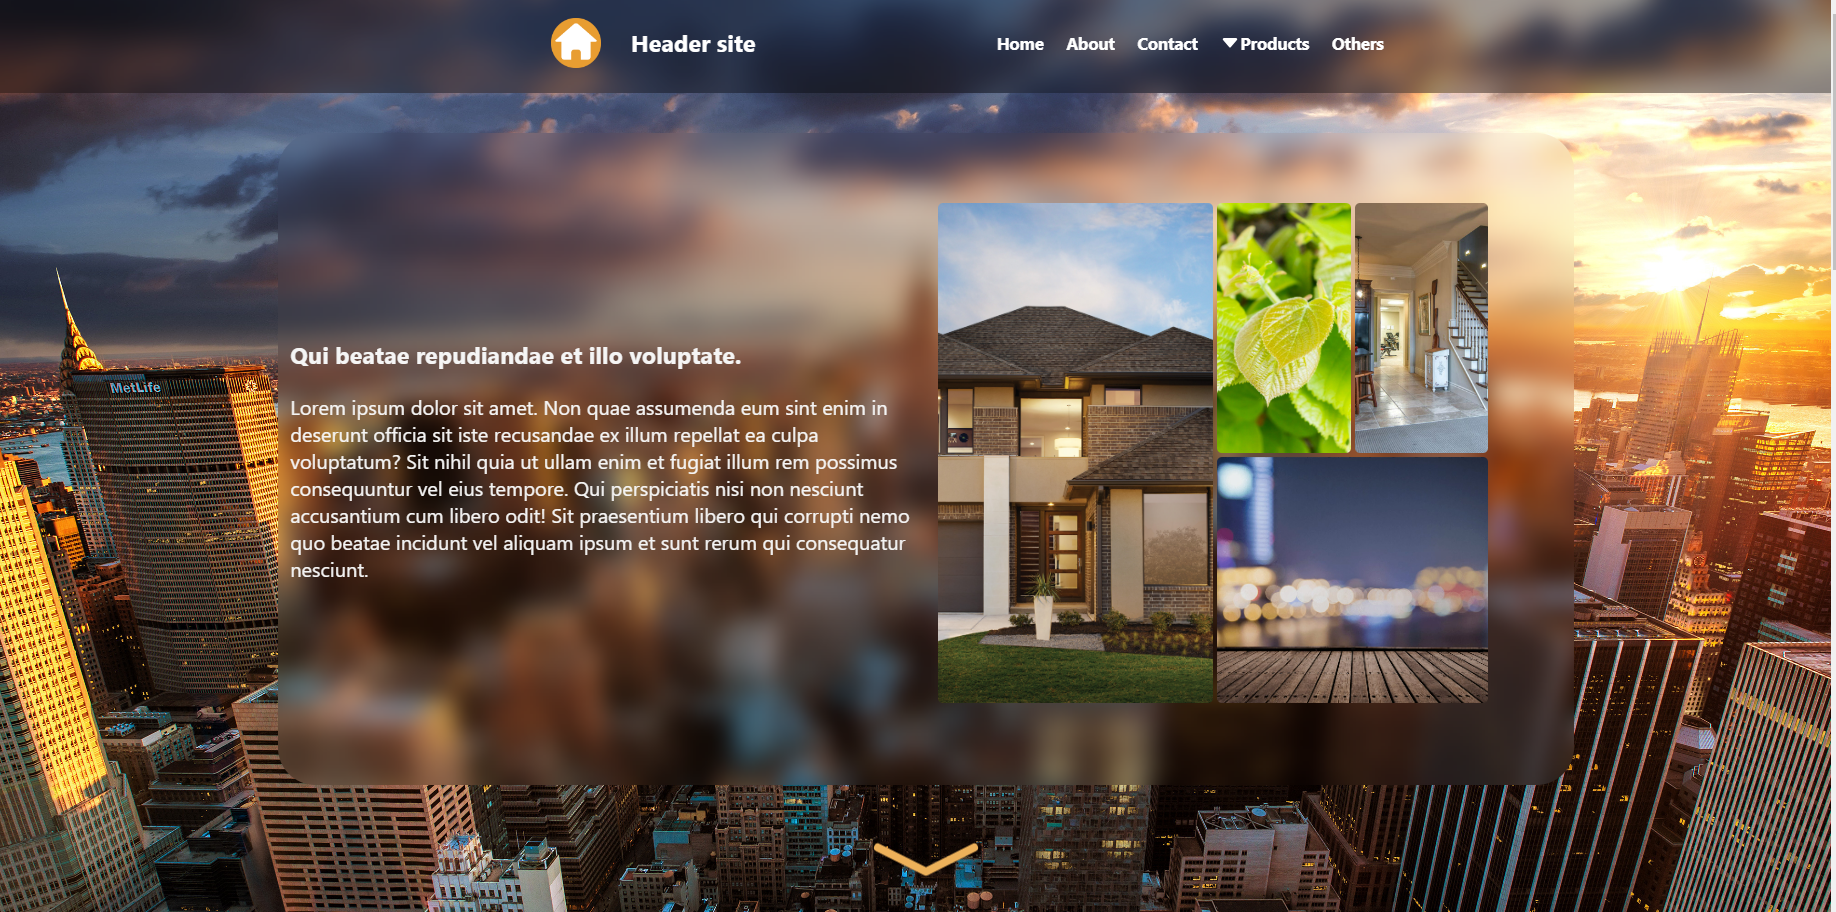 Header site
Home About Contact Products Others
MetLife
Qui beatae repudiandae et illo voluptate.
Lorem ipsum dolor sit amet. Non quae assumenda eum sint enim in
deserunt officia sit iste recusandae ex illum repellat ea culpa
voluptatum? Sit nihil quia ut ullam enim et fugiat illum rem possimus
consequuntur vel eius tempore. Qui perspiciatis nisi non nesciunt
accusantium cum libero odit! Sit praesentium libero qui corrupti nemo
quo beatae incidunt vel aliquam ipsum et sunt rerum qui consequatur
nesciunt.